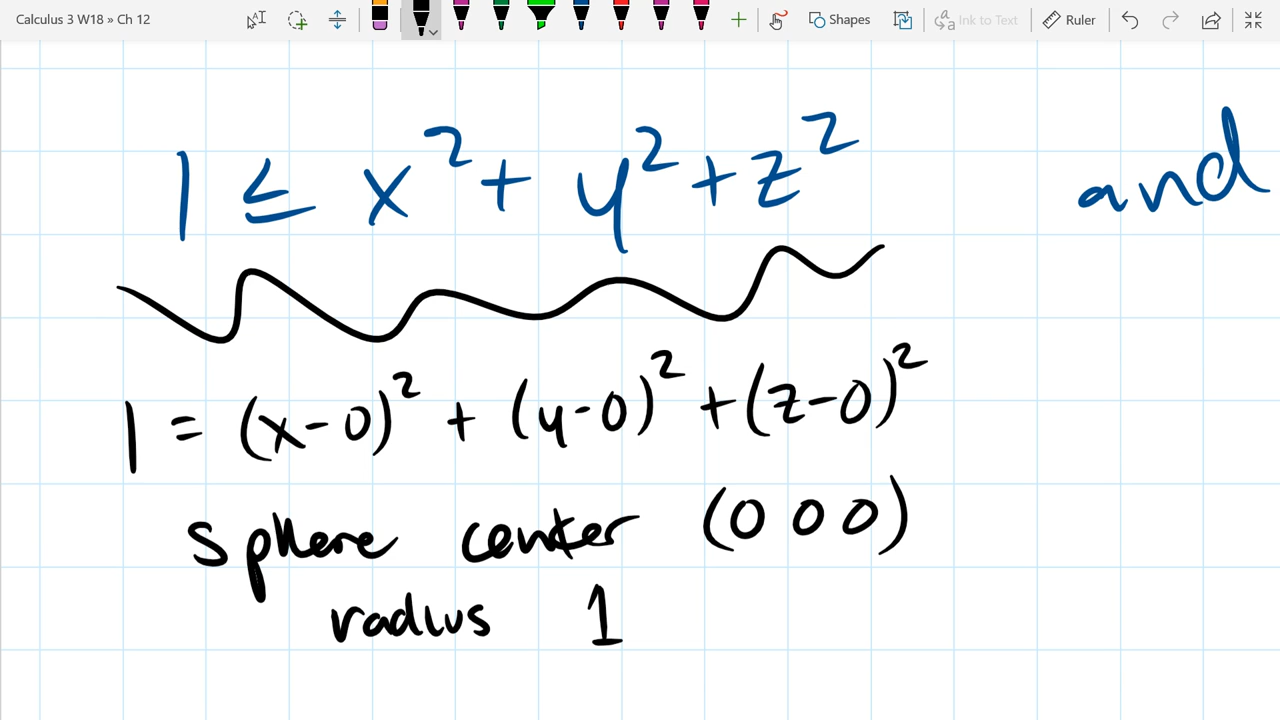 Calculus 3 W18 » Ch 12 Shapes Ink to Text Ruler
1 ≤ x² + y² + z² and
1 = (x-0)² + (y-0)² + (z-0)²
sphere center (0 0 0)
radius 1